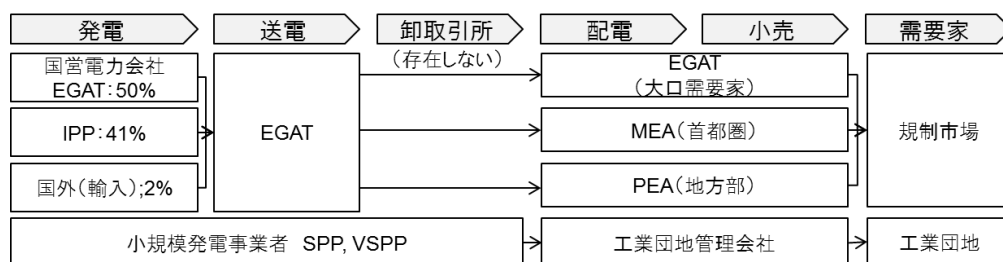 発電
送電
卸取引所
配電
小売
需要家
(存在しない)
国営電力会社
EGAT:50%
IPP:41%
国外(輸入);2%
EGAT
EGAT
(大口需要家)
MEA(首都圏)
PEA(地方部)
規制市場
小規模発電事業者 SPP, VSPP
工業団地管理会社
工業団地